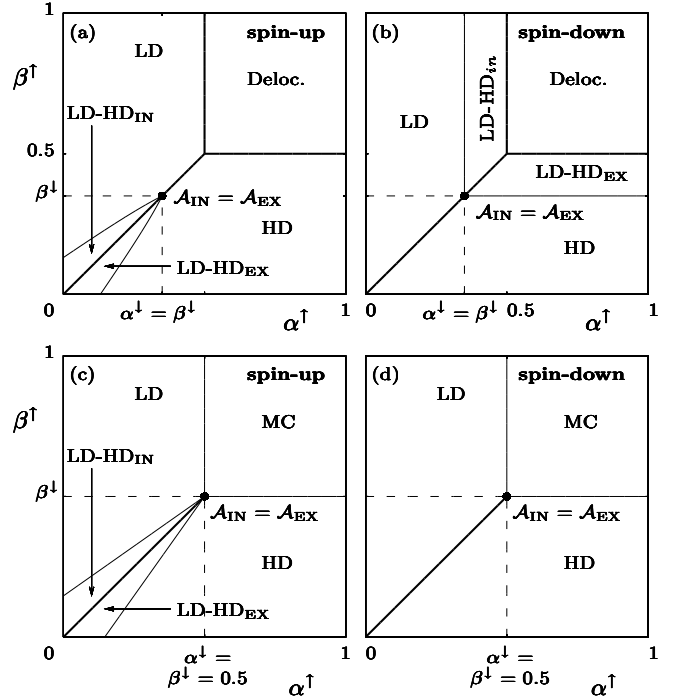 1
(a)
spin-up
LD
Deloc.
β↑
LD-HD_IN
0.5
β↓
A_IN = A_EX
HD
LD-HD_EX
0
α↓ = β↓
α↑
1
(b)
spin-down
LD
LD-HD_in
Deloc.
LD-HD_EX
A_IN = A_EX
HD
0
α↓ = β↓ 0.5
α↑
1
1
(c)
spin-up
LD
MC
β↑
LD-HD_IN
β↓
A_IN = A_EX
HD
LD-HD_EX
0
α↓ =
β↓ = 0.5
α↑
1
(d)
spin-down
LD
MC
A_IN = A_EX
HD
0
α↓ =
β↓ = 0.5
α↑
1